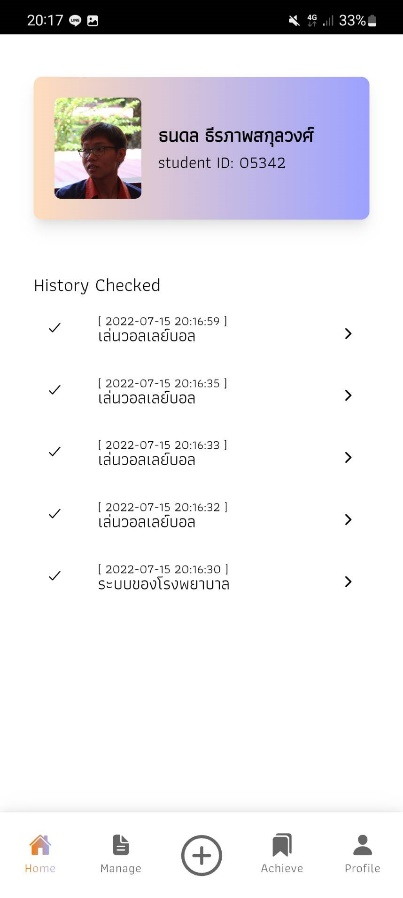 20:17
4G
33%
ธนดล ธีรภาพสกุลวงศ์
student ID: 05342
History Checked
[ 2022-07-15 20:16:59 ]
เล่นวอลเลย์บอล
[ 2022-07-15 20:16:35 ]
เล่นวอลเลย์บอล
[ 2022-07-15 20:16:33 ]
เล่นวอลเลย์บอล
[ 2022-07-15 20:16:32 ]
เล่นวอลเลย์บอล
[ 2022-07-15 20:16:30 ]
ระบบของโรงพยาบาล
Home
Manage
Achieve
Profile